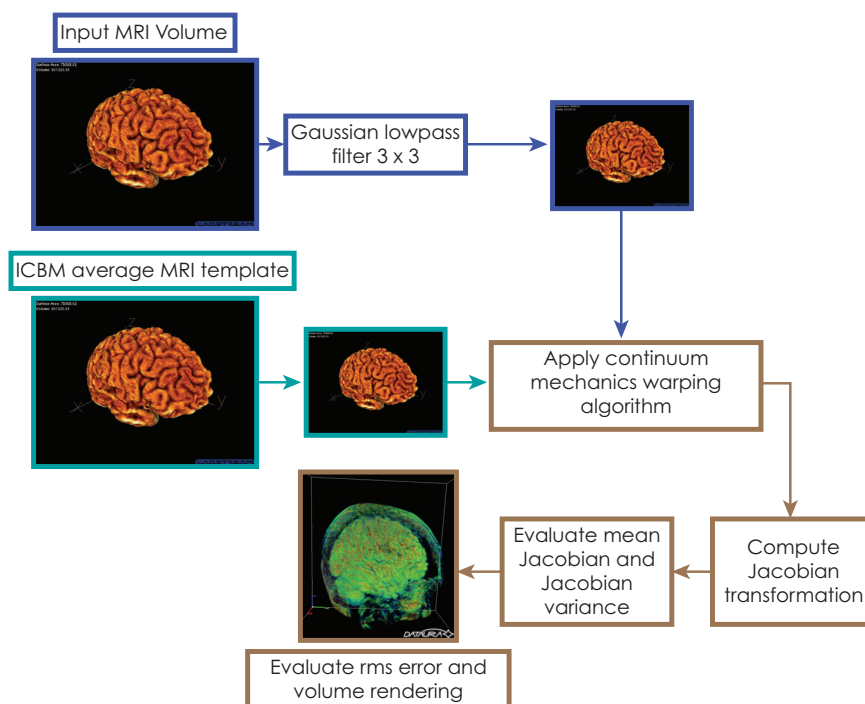 Input MRI Volume
Gaussian lowpass
filter 3 x 3
z
x
y
ICBM average MRI template
z
x
y
Apply continuum
mechanics warping
algorithm
Evaluate mean
Jacobian and
Jacobian
variance
Compute
Jacobian
transformation
DATAURA
Evaluate rms error and
volume rendering